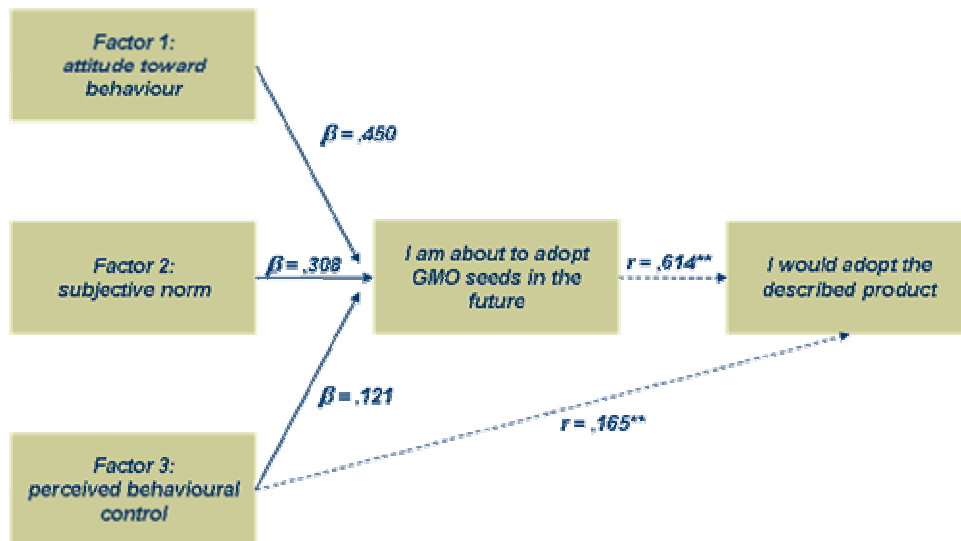 Factor 1:
attitude toward
behaviour
β = ,450
Factor 2:
subjective norm
β = ,308
I am about to adopt
GMO seeds in the
future
r = ,614**
I would adopt the
described product
β = ,121
r = ,165**
Factor 3:
perceived behavioural
control